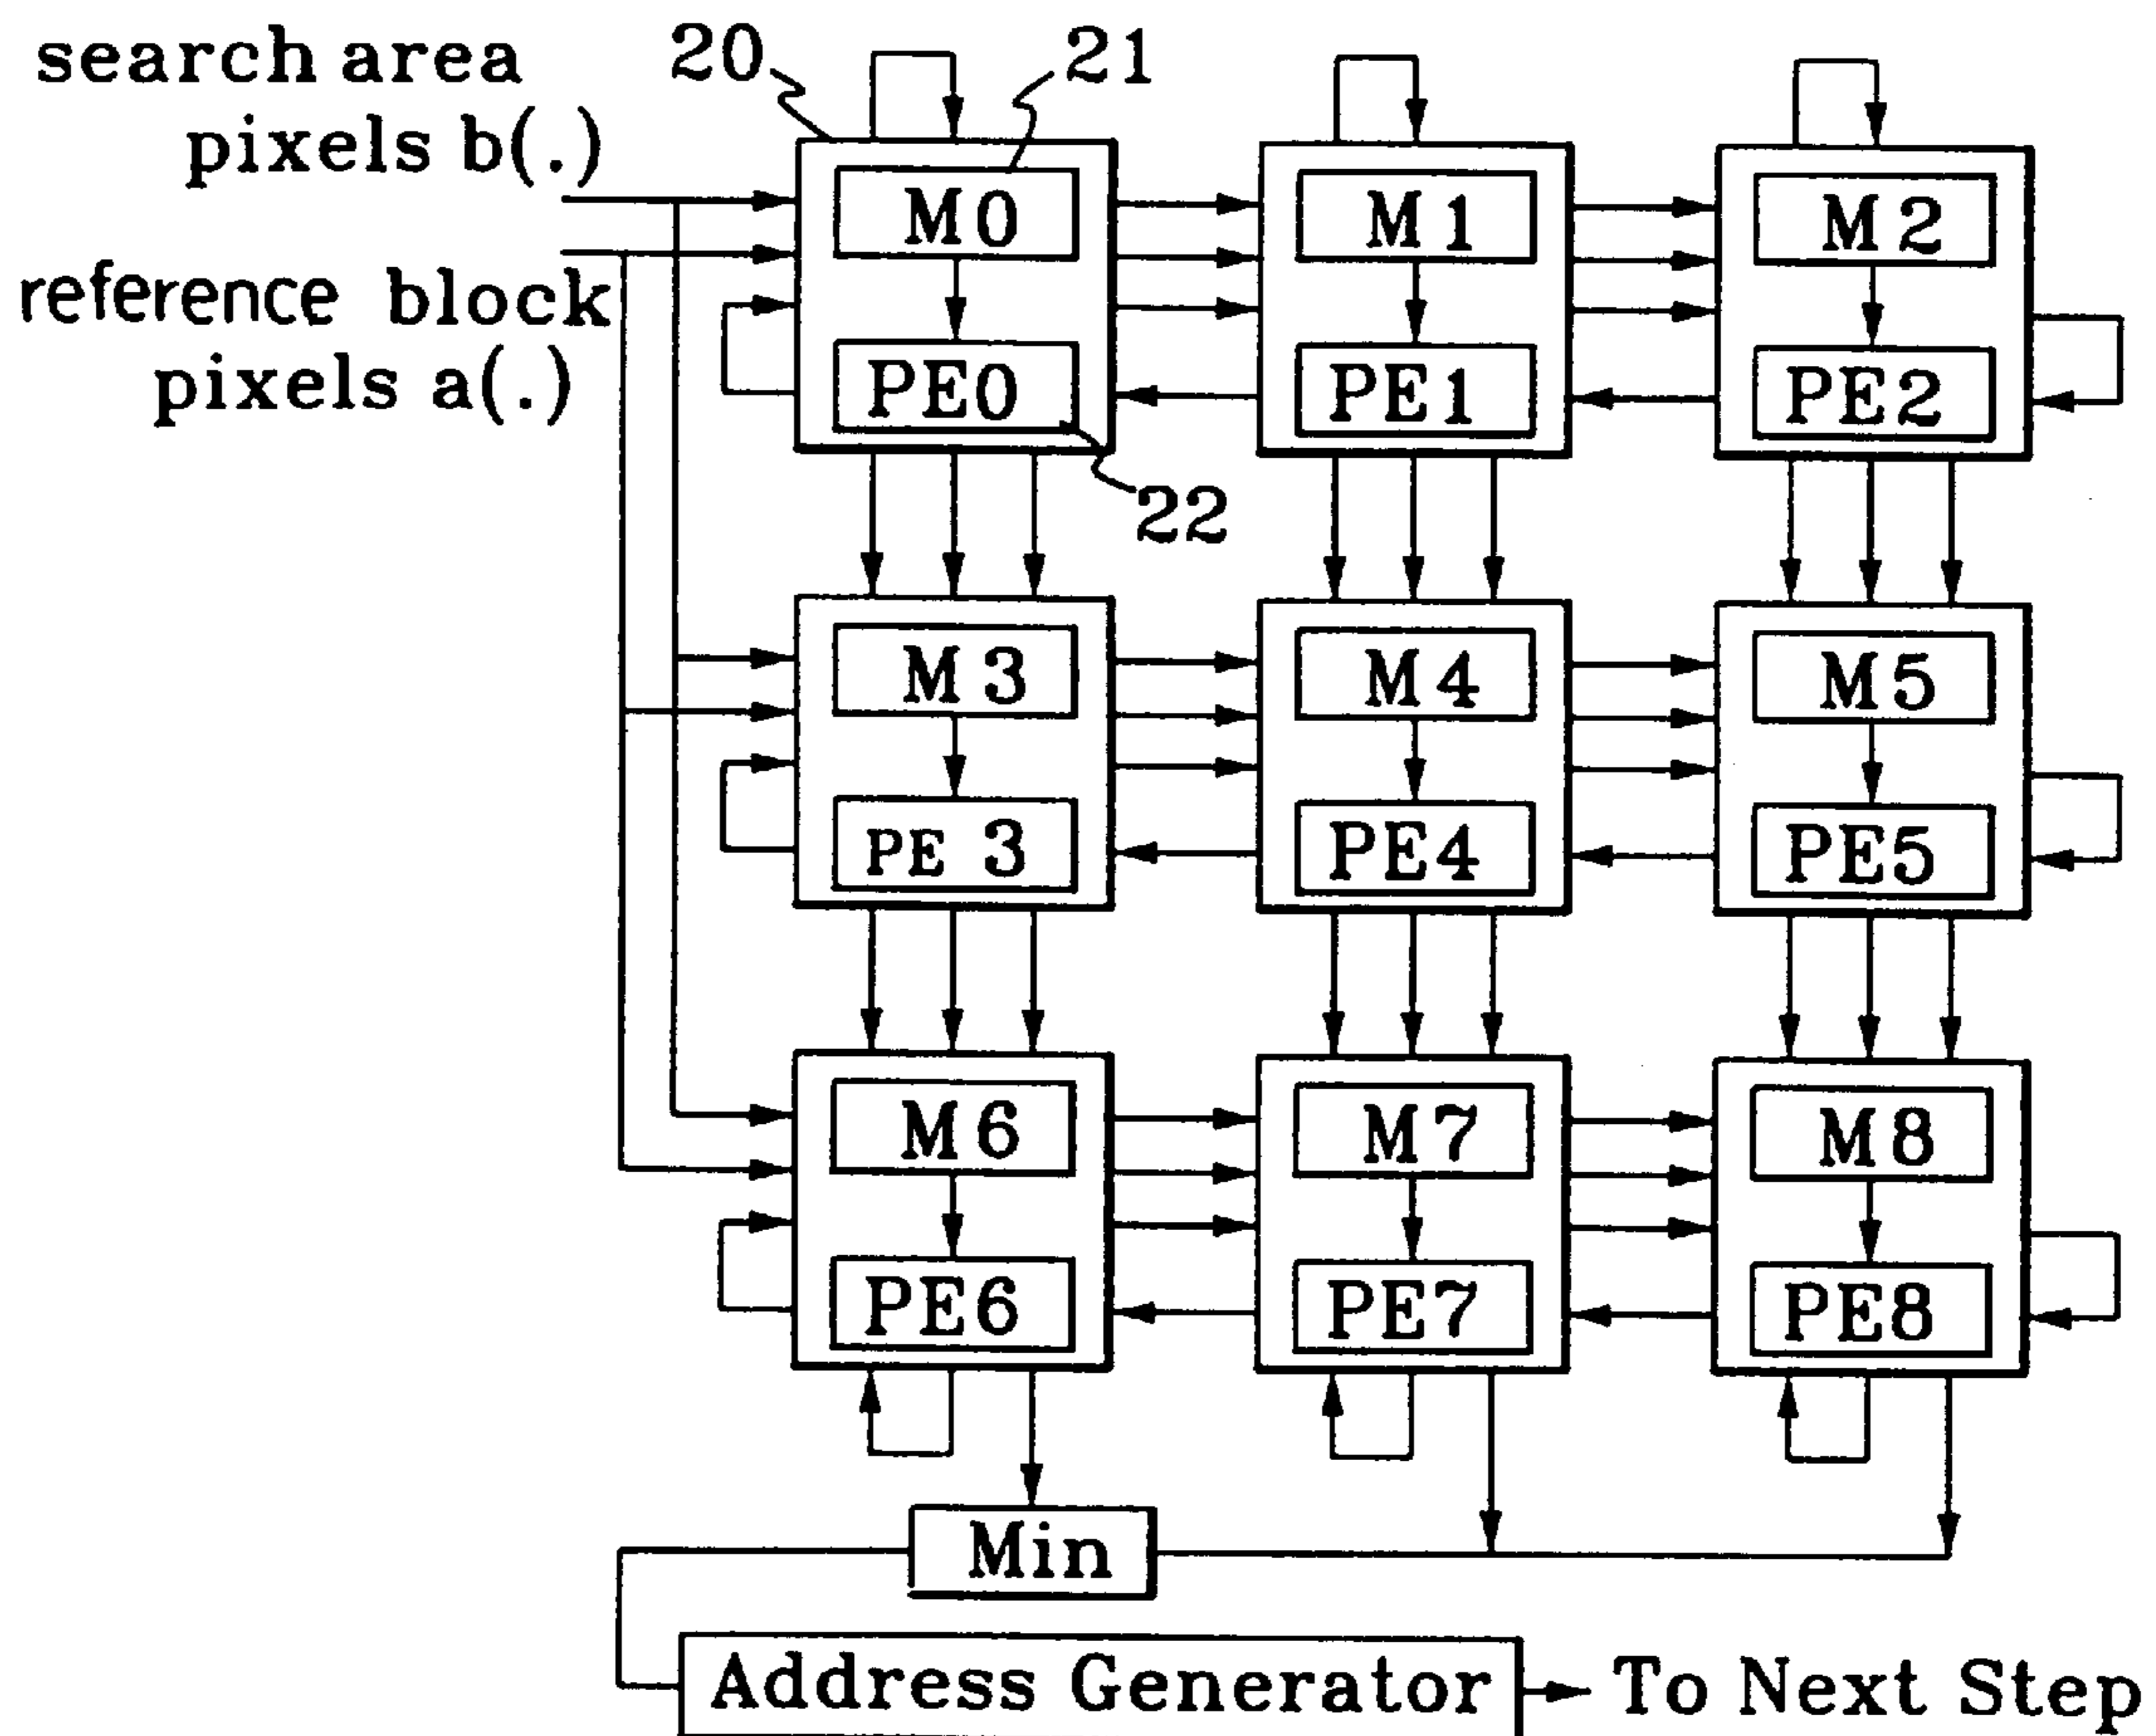 search area
pixels b(.)
reference block
pixels a(.)
20
21
22
M0
PE0
M1
PE1
M2
PE2
M3
PE 3
M4
PE4
M5
PE5
M6
PE6
M7
PE7
M8
PE8
Min
Address Generator
To Next Step